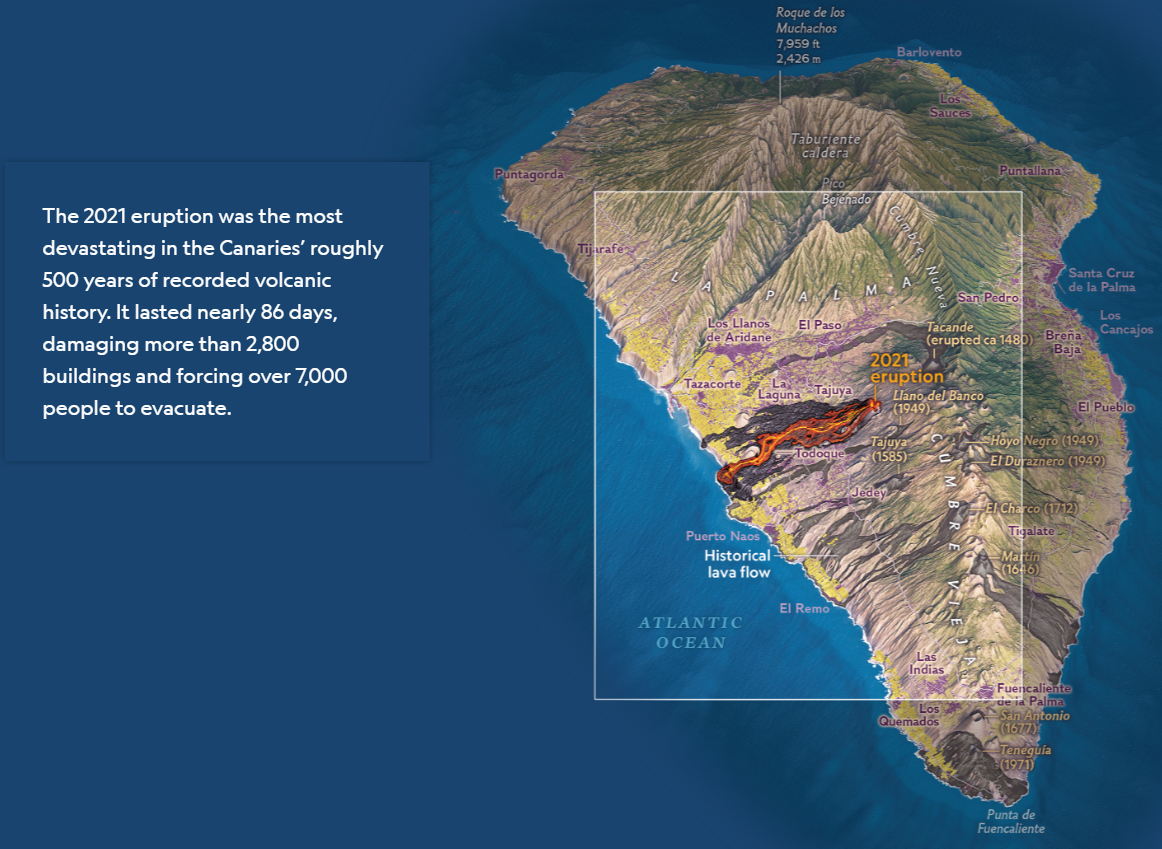 Roque de los
Muchachos
7,959 ft
2,426 m
Barlovento
Los
Sauces
Taburiente
caldera
Puntagorda
Puntallana
Pico
Bejenado
Cumbre Nueva
The 2021 eruption was the most
devastating in the Canaries’ roughly
500 years of recorded volcanic
history. It lasted nearly 86 days,
damaging more than 2,800
buildings and forcing over 7,000
people to evacuate.
Tijarafe
LA PALMA
Santa Cruz
de la Palma
San Pedro
Los
Cancajos
Los Llanos
de Aridane
El Paso
Tacande
(erupted ca 1480)
Breña
Baja
2021
eruption
Tazacorte
La
Laguna
Tajuya
Llano del Banco
(1949)
El Pueblo
Tajuya
(1585)
Hoyo Negro (1949)
Todoque
El Duraznero (1949)
CUMBRE VIEJA
Jedey
El Charco (1712)
Tigalate
Puerto Naos
Historical
lava flow
Martín
(1646)
El Remo
ATLANTIC
OCEAN
Las
Indias
Fuencaliente
de la Palma
Los
Quemados
San Antonio
(1677)
Teneguía
(1971)
Punta de
Fuencaliente